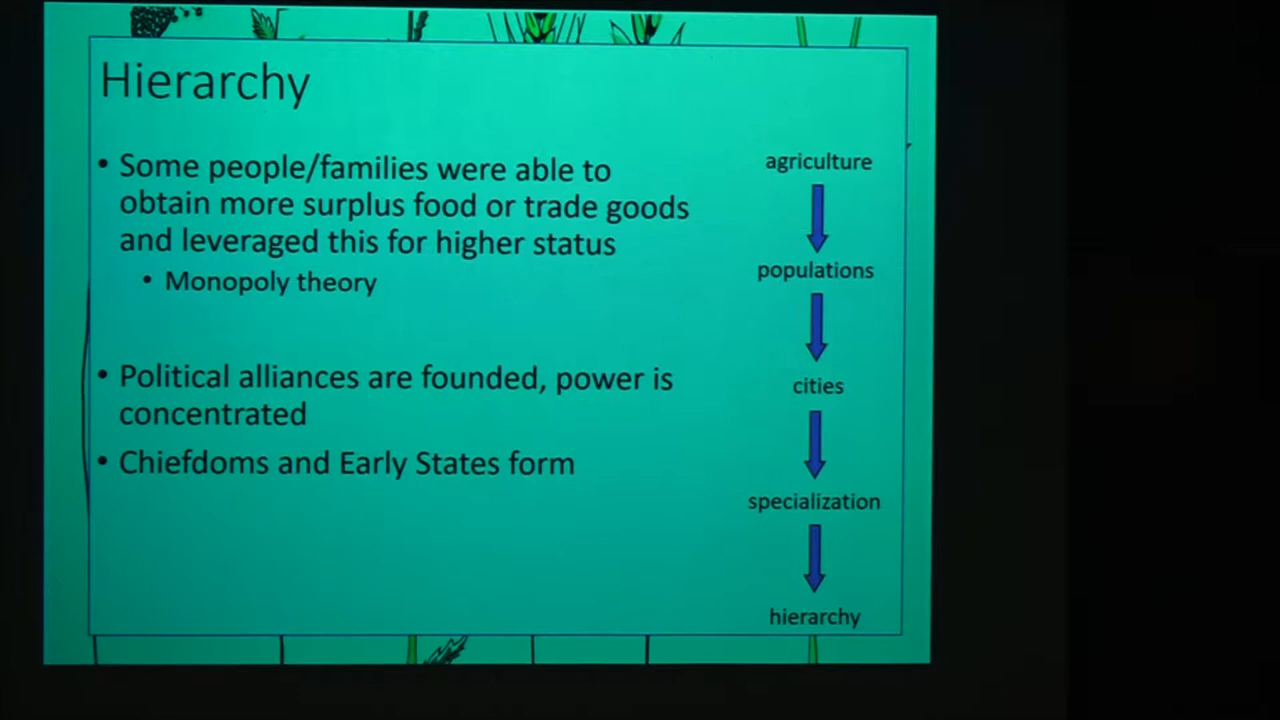 Hierarchy
• Some people/families were able to
obtain more surplus food or trade goods
and leveraged this for higher status
• Monopoly theory
• Political alliances are founded, power is
concentrated
• Chiefdoms and Early States form
agriculture
populations
cities
specialization
hierarchy